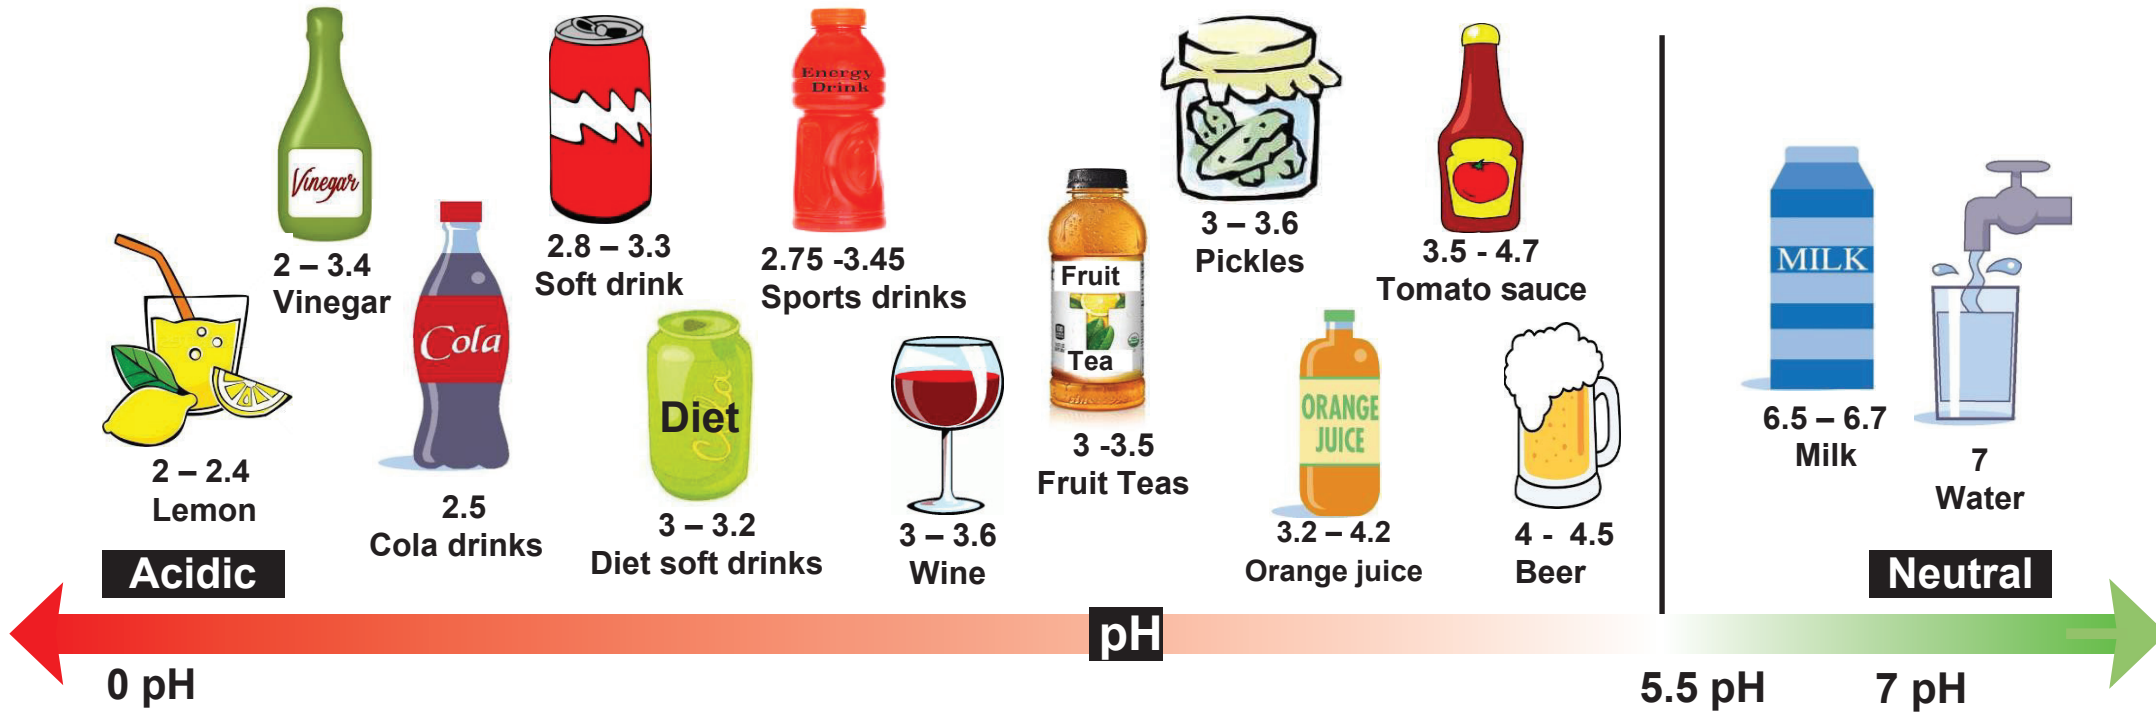 Vinegar
2 – 3.4
Vinegar
2 – 2.4
Lemon
Cola
2.5
Cola drinks
2.8 – 3.3
Soft drink
Diet
Cola
3 – 3.2
Diet soft drinks
Energy
Drink
2.75 -3.45
Sports drinks
3 – 3.6
Wine
Fruit
Tea
3 -3.5
Fruit Teas
3 – 3.6
Pickles
ORANGE
JUICE
3.2 – 4.2
Orange juice
3.5 - 4.7
Tomato sauce
4 - 4.5
Beer
MILK
6.5 – 6.7
Milk
7
Water
Acidic
Neutral
pH
0 pH
5.5 pH
7 pH